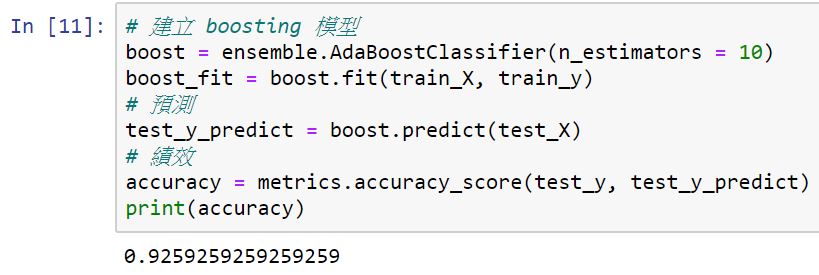 In [11]: # 建立 boosting 模型
boost = ensemble.AdaBoostClassifier(n_estimators = 10)
boost_fit = boost.fit(train_X, train_y)
# 預測
test_y_predict = boost.predict(test_X)
# 績效
accuracy = metrics.accuracy_score(test_y, test_y_predict)
print(accuracy)
0.9259259259259259